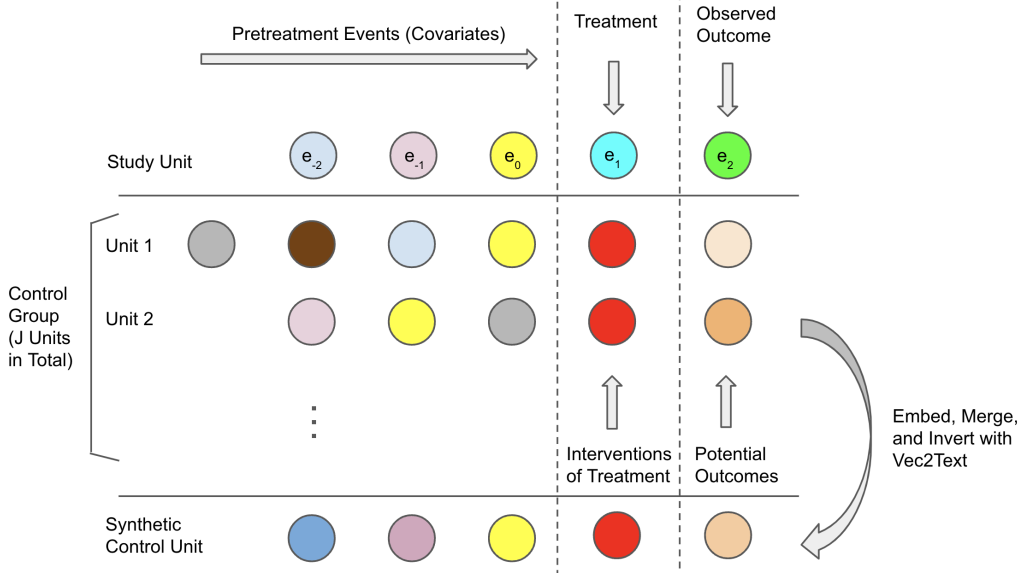 Pretreatment Events (Covariates)
Treatment
Observed
Outcome
Study Unit
e-2
e-1
e0
e1
e2
Control
Group
(J Units
in Total)
Unit 1
Unit 2
Interventions
of Treatment
Potential
Outcomes
Embed, Merge,
and Invert with
Vec2Text
Synthetic
Control Unit